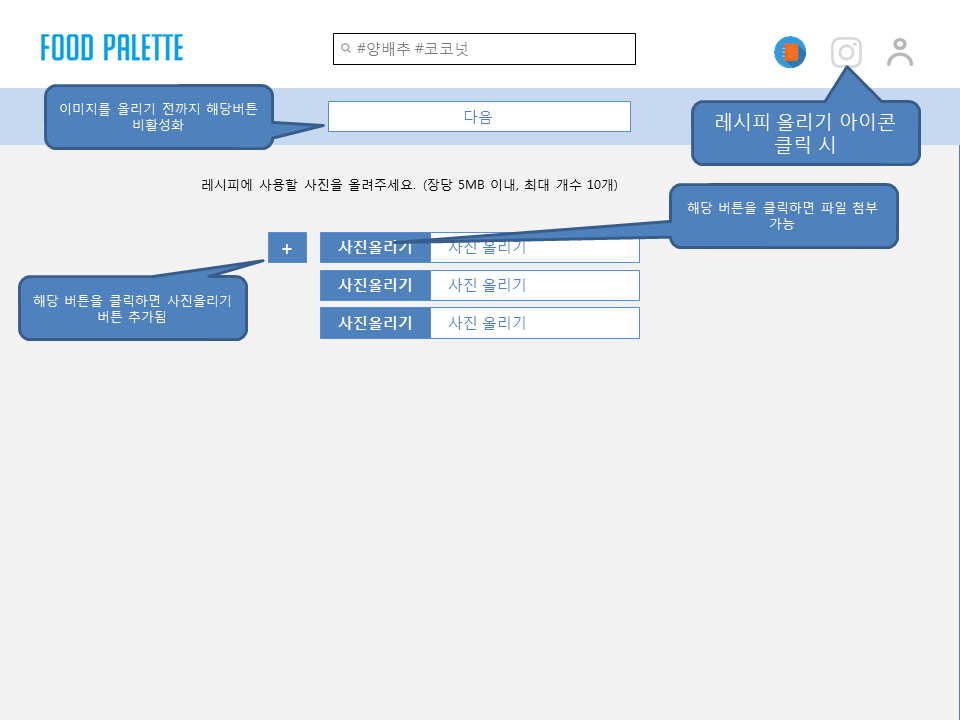 FOOD PALETTE
#양배추 #코코넛
이미지를 올리기 전까지 해당버튼
비활성화
다음
레시피 올리기 아이콘
클릭 시
레시피에 사용할 사진을 올려주세요. (장당 5MB 이내, 최대 개수 10개)
해당 버튼을 클릭하면 파일 첨부
가능
+ 사진올리기 사진 올리기
해당 버튼을 클릭하면 사진올리기
버튼 추가됨
사진올리기 사진 올리기
사진올리기 사진 올리기